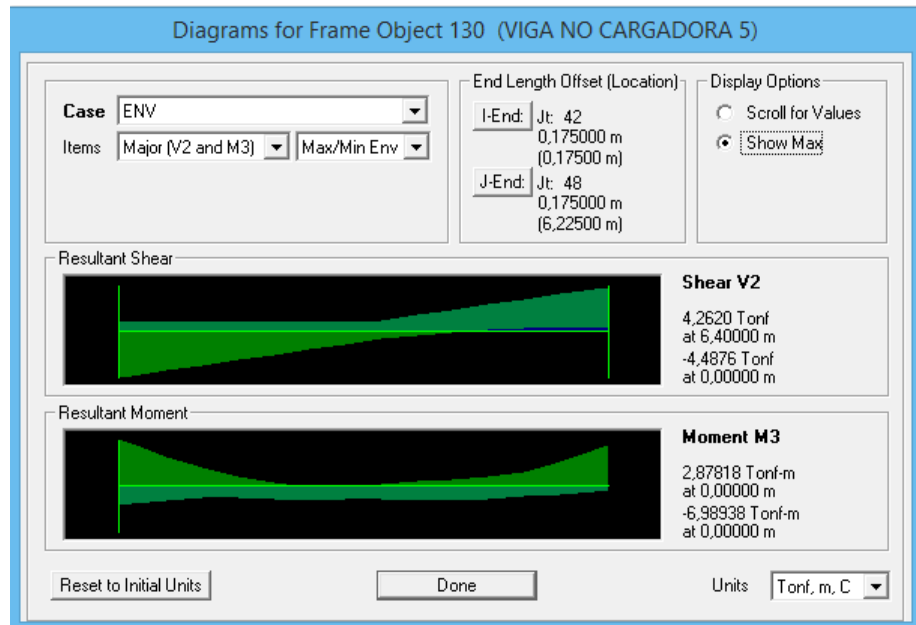 Diagrams for Frame Object 130 (VIGA NO CARGADORA 5)
Case ENV
Items Major (V2 and M3) Max/Min Env
End Length Offset (Location)
I-End: Jt: 42
0,175000 m
(0,17500 m)
J-End: Jt: 48
0,175000 m
(6,22500 m)
Display Options
Scroll for Values
Show Max
Resultant Shear
Shear V2
4,2620 Tonf
at 6,40000 m
-4,4876 Tonf
at 0,00000 m
Resultant Moment
Moment M3
2,87818 Tonf-m
at 0,00000 m
-6,98938 Tonf-m
at 0,00000 m
Reset to Initial Units
Done
Units Tonf, m, C